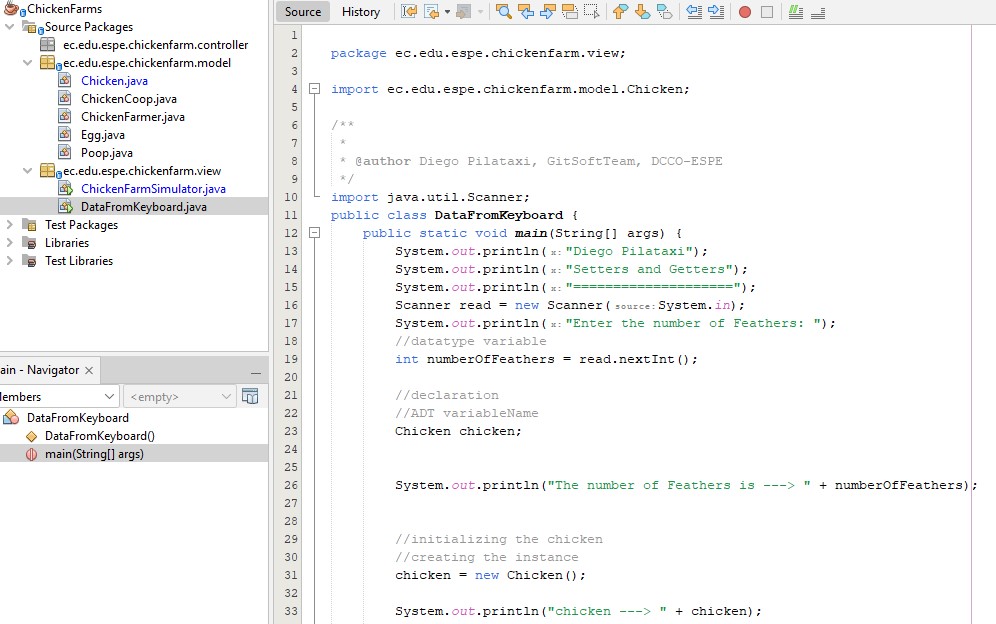 ChickenFarms
Source Packages
ec.edu.espe.chickenfarm.controller
ec.edu.espe.chickenfarm.model
Chicken.java
ChickenCoop.java
ChickenFarmer.java
Egg.java
Poop.java
ec.edu.espe.chickenfarm.view
ChickenFarmSimulator.java
DataFromKeyboard.java
Test Packages
Libraries
Test Libraries
ain - Navigator
lembers
<empty>
DataFromKeyboard
DataFromKeyboard()
main(String[] args)
Source History
1
2 package ec.edu.espe.chickenfarm.view;
3
4 import ec.edu.espe.chickenfarm.model.Chicken;
5
6 /**
7 *
8 * @author Diego Pilataxi, GitSoftTeam, DCCO-ESPE
9 */
10 import java.util.Scanner;
11 public class DataFromKeyboard {
12 public static void main(String[] args) {
13 System.out.println( x: "Diego Pilataxi");
14 System.out.println( x: "Setters and Getters");
15 System.out.println( x: "====================");
16 Scanner read = new Scanner( source: System.in);
17 System.out.println( x: "Enter the number of Feathers: ");
18 //datatype variable
19 int numberOfFeathers = read.nextInt();
20
21 //declaration
22 //ADT variableName
23 Chicken chicken;
24
25
26 System.out.println("The number of Feathers is ---> " + numberOfFeathers);
27
28
29 //initializing the chicken
30 //creating the instance
31 chicken = new Chicken();
32
33 System.out.println("chicken ---> " + chicken);